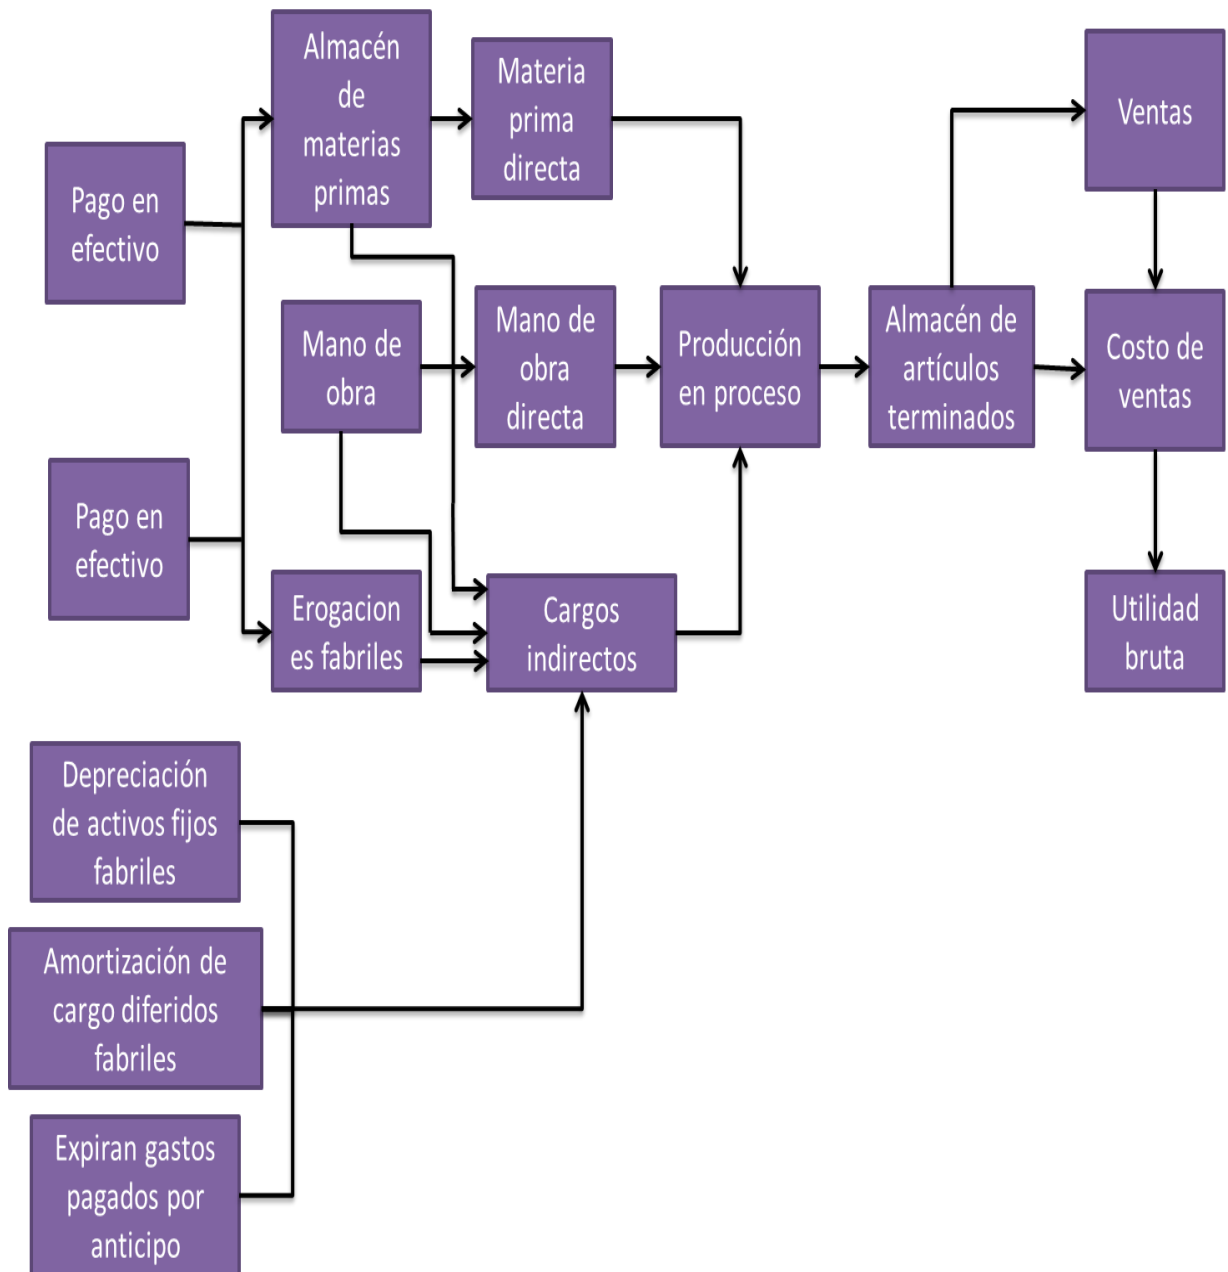 Almacén
de
materias
primas
Materia
prima
directa
Ventas
Pago en
efectivo
Mano de
obra
Mano de
obra
directa
Producción
en proceso
Almacén de
artículos
terminados
Costo de
ventas
Pago en
efectivo
Erogacion
es fabriles
Cargos
indirectos
Utilidad
bruta
Depreciación
de activos fijos
fabriles
Amortización de
cargo diferidos
fabriles
Expiran gastos
pagados por
anticipo